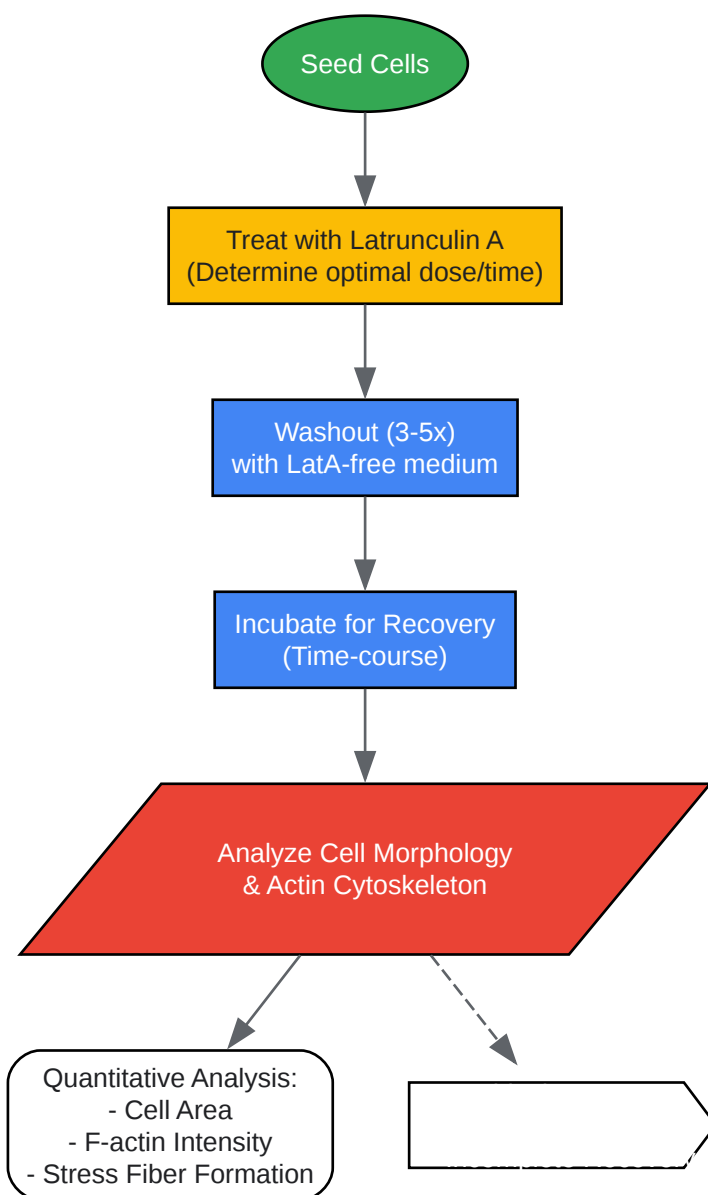 Seed Cells
Treat with Latrunculin A
(Determine optimal dose/time)
Washout (3-5x)
with LatA-free medium
Incubate for Recovery
(Time-course)
Analyze Cell Morphology
& Actin Cytoskeleton
Quantitative Analysis:
- Cell Area
- F-actin Intensity
- Stress Fiber Formation